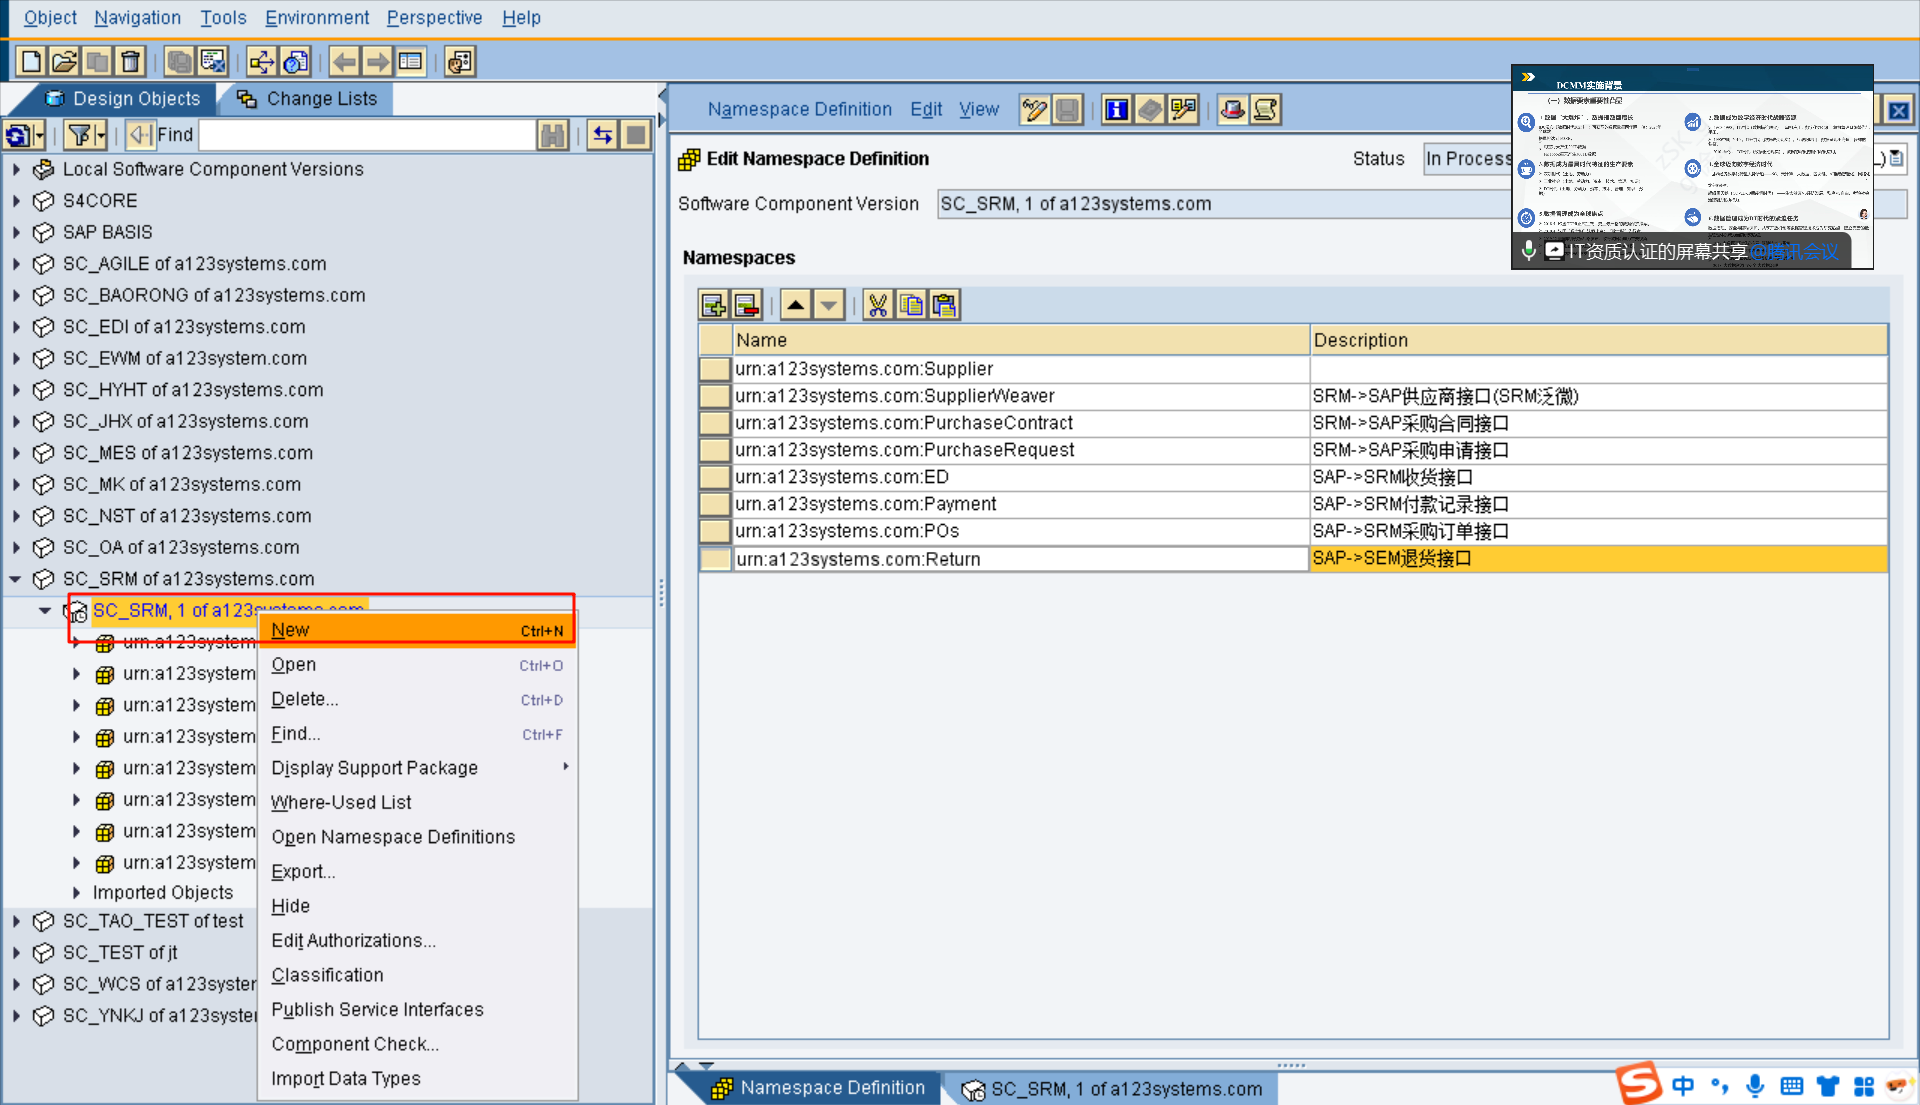 Object Navigation Tools Environment Perspective Help
Design Objects Change Lists
Find
Local Software Component Versions
S4CORE
SAP BASIS
SC_AGILE of a123systems.com
SC_BAORONG of a123systems.com
SC_EDI of a123systems.com
SC_EWM of a123system.com
SC_HYHT of a123systems.com
SC_JHX of a123systems.com
SC_MES of a123systems.com
SC_MK of a123systems.com
SC_NST of a123systems.com
SC_OA of a123systems.com
SC_SRM of a123systems.com
SC_SRM, 1 of a123systems.com
urn:a123system
urn:a123system
urn:a123system
urn:a123system
urn:a123system
urn:a123system
urn:a123system
urn:a123system
Imported Objects
SC_TAO_TEST of test
SC_TEST of jt
SC_WCS of a123syster
SC_YNKJ of a123syster
New Ctrl+N
Open Ctrl+O
Delete... Ctrl+D
Find... Ctrl+F
Display Support Package
Where-Used List
Open Namespace Definitions
Export...
Hide
Edit Authorizations...
Classification
Publish Service Interfaces
Component Check...
Import Data Types
Namespace Definition Edit View
Edit Namespace Definition
Status In Process
Software Component Version SC_SRM, 1 of a123systems.com
Namespaces
Name Description
urn:a123systems.com:Supplier
urn:a123systems.com:SupplierWeaver SRM->SAP供应商接口(SRM泛微)
urn:a123systems.com:PurchaseContract SRM->SAP采购合同接口
urn:a123systems.com:PurchaseRequest SRM->SAP采购申请接口
urn:a123systems.com:ED SAP->SRM收货接口
urn.a123systems.com:Payment SAP->SRM付款记录接口
urn:a123systems.com:POs SAP->SRM采购订单接口
urn:a123systems.com:Return SAP->SEM退货接口
DCMM实施背景
IT资质认证的屏幕共享@腾讯会议
Namespace Definition SC_SRM, 1 of a123systems.com
中